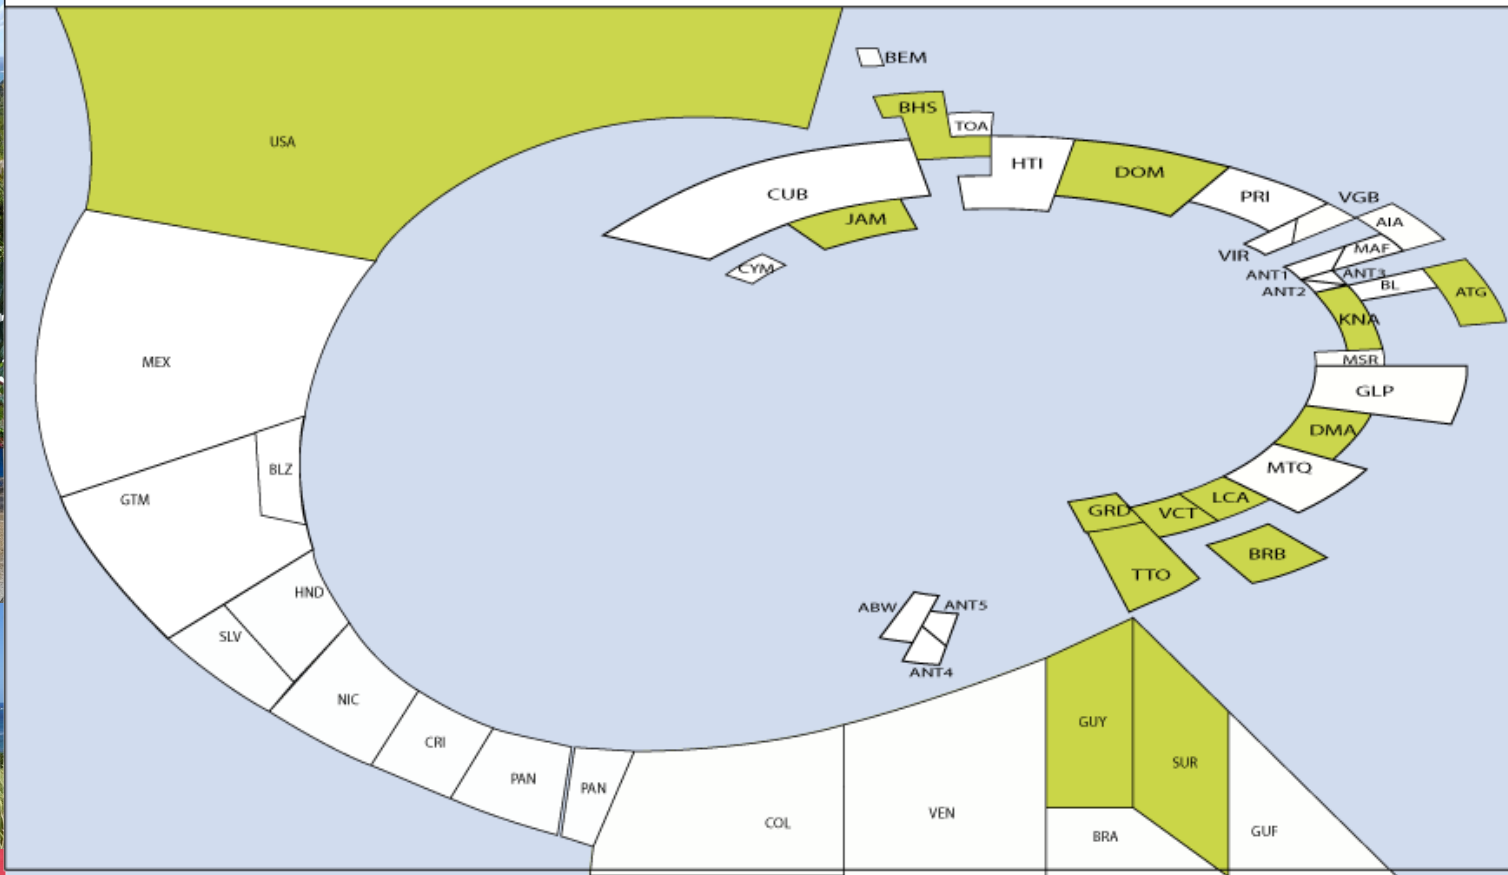 BEM
BHS
TOA
USA
HTI
DOM
CUB
PRI
VGB
JAM
AIA
VIR
MAF
CYM
ANT1
ANT3
BL
ANT2
ATG
KNA
MSR
MEX
GLP
DMA
BLZ
MTQ
GTM
LCA
GRD
VCT
BRB
TTO
HND
ABW
ANT5
SLV
ANT4
NIC
GUY
CRI
SUR
PAN
PAN
VEN
COL
GUF
BRA